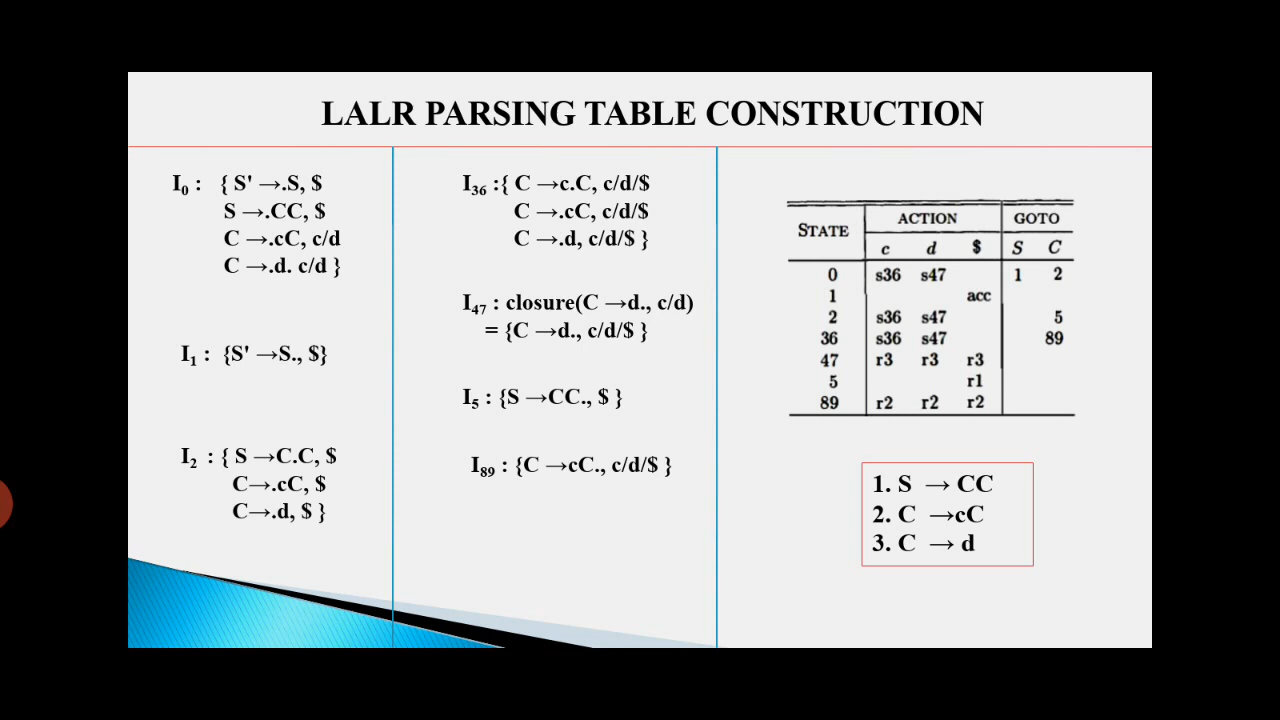 LALR PARSING TABLE CONSTRUCTION
I₀ : { S' →.S, $
S →.CC, $
C →.cC, c/d
C →.d. c/d }
I₁ : {S' →S., $}
I₂ : { S →C.C, $
C→.cC, $
C→.d, $ }
I₃₆ :{ C →c.C, c/d/$
C →.cC, c/d/$
C →.d, c/d/$ }
I₄₇ : closure(C →d., c/d)
= {C →d., c/d/$ }
I₅ : {S →CC., $ }
I₈₉ : {C →cC., c/d/$ }
STATE ACTION GOTO
c d $ S C
0 s36 s47 1 2
1 acc
2 s36 s47 5
36 s36 s47 89
47 r3 r3 r3
5 r1
89 r2 r2 r2
1. S → CC
2. C →cC
3. C → d